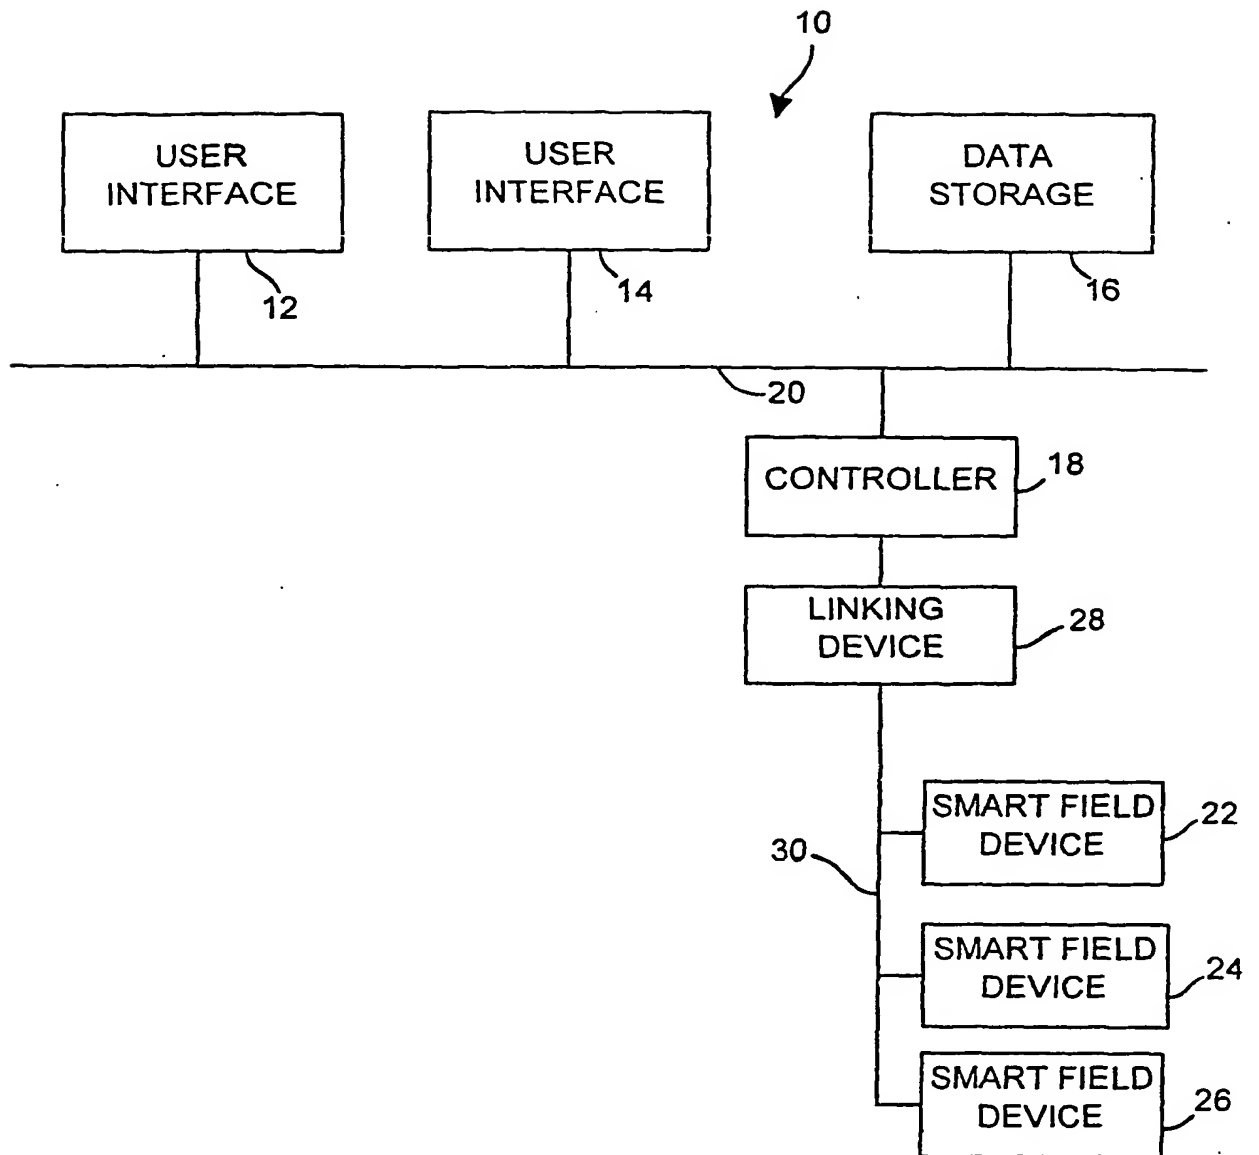 10
USER
INTERFACE
12
USER
INTERFACE
14
DATA
STORAGE
16
20
CONTROLLER
18
LINKING
DEVICE
28
30
SMART FIELD
DEVICE
22
SMART FIELD
DEVICE
24
SMART FIELD
DEVICE
26